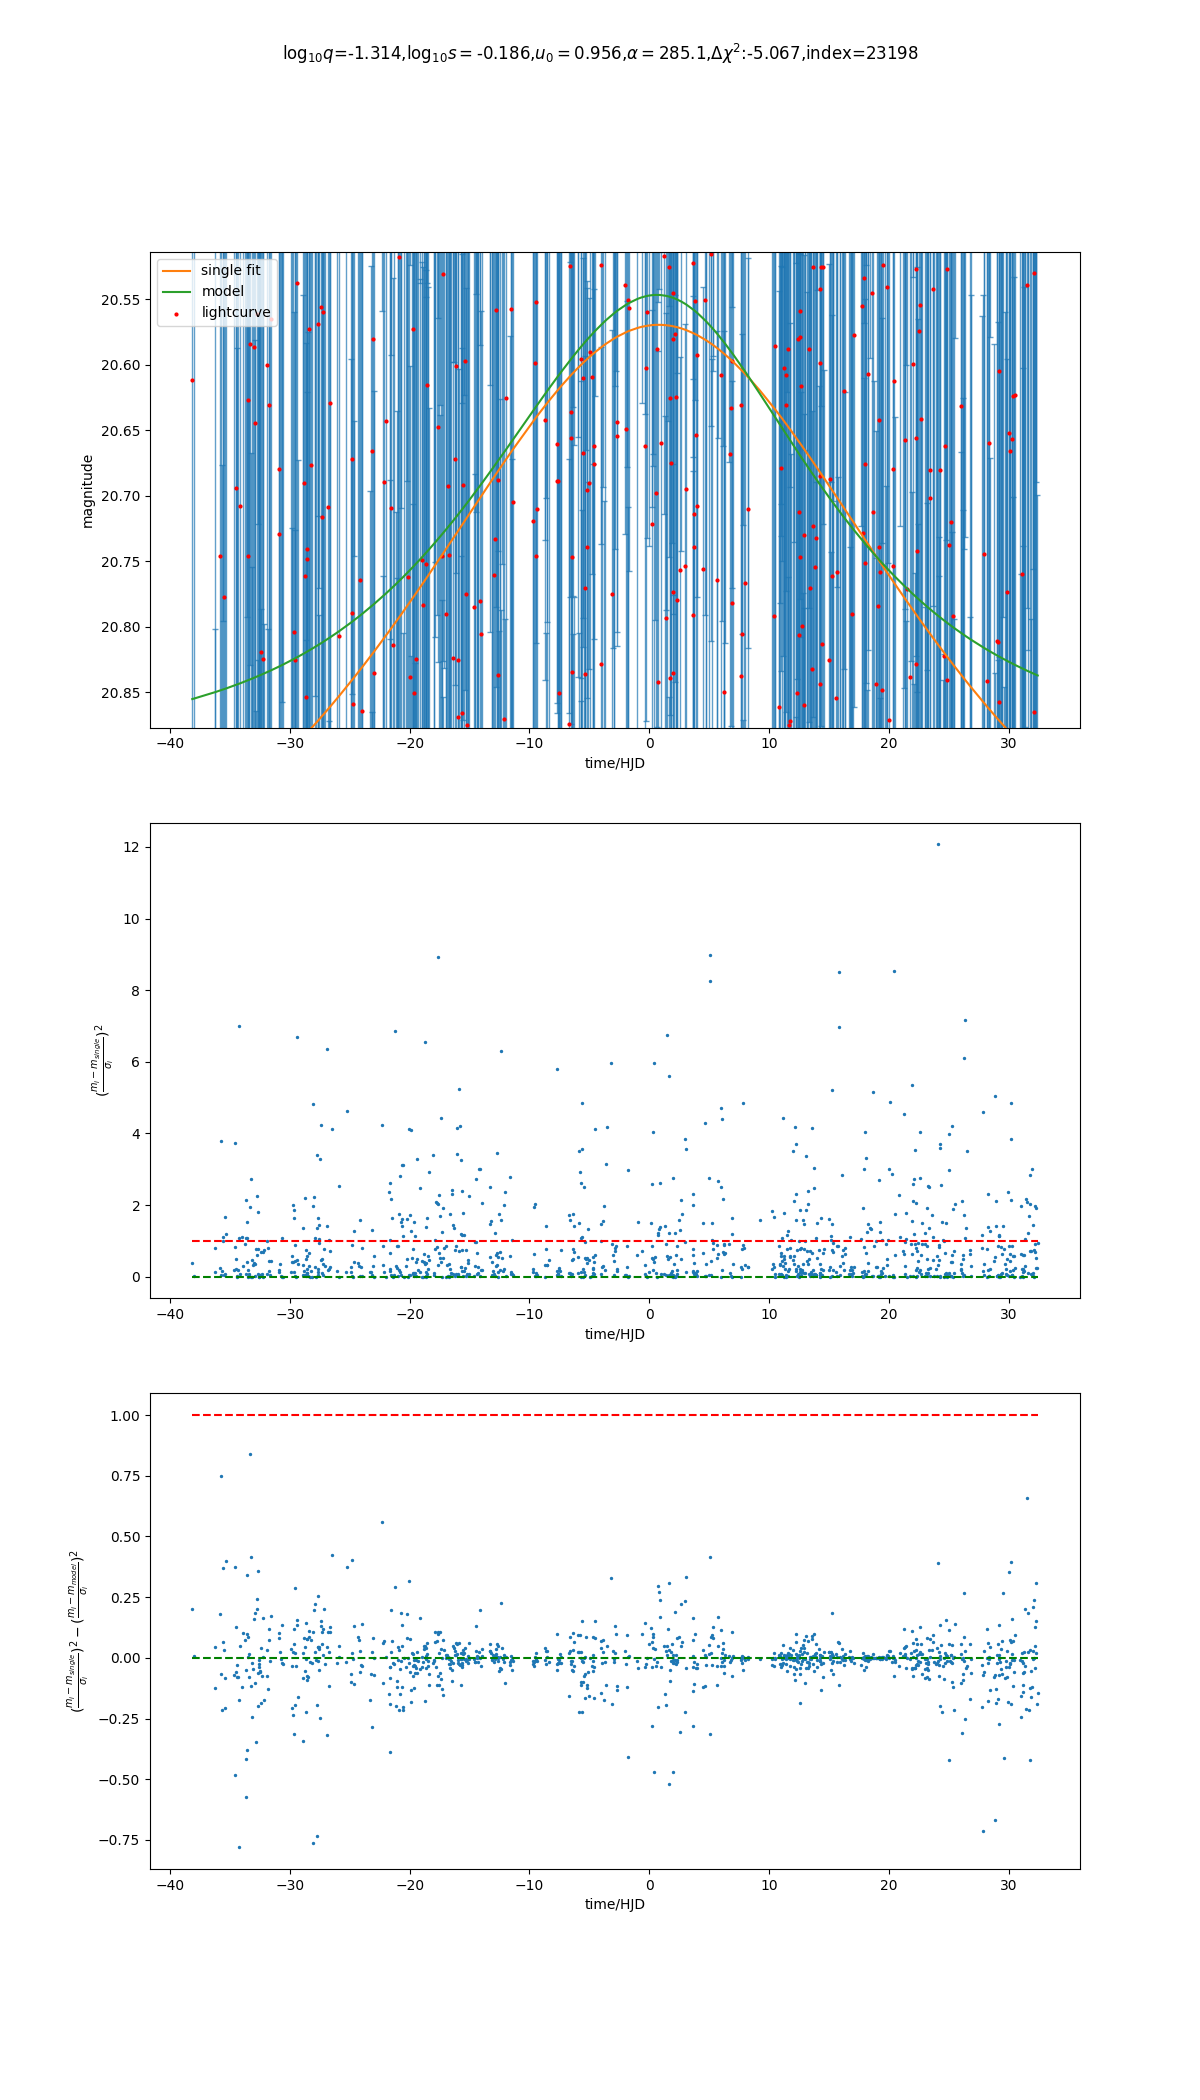 log₁₀q=-1.314,log₁₀s = -0.186,u₀ = 0.956,α = 285.1,Δχ²:-5.067,index=23198
single fit
model
lightcurve
20.55
20.60
20.65
20.70
20.75
20.80
20.85
magnitude
−40 −30 −20 −10 0 10 20 30
time/HJD
12
10
8
6
4
2
0
(mᵢ − m_single / σᵢ)²
−40 −30 −20 −10 0 10 20 30
time/HJD
1.00
0.75
0.50
0.25
0.00
−0.25
−0.50
−0.75
(mᵢ − m_single / σᵢ)² − (mᵢ − m_model / σᵢ)²
−40 −30 −20 −10 0 10 20 30
time/HJD